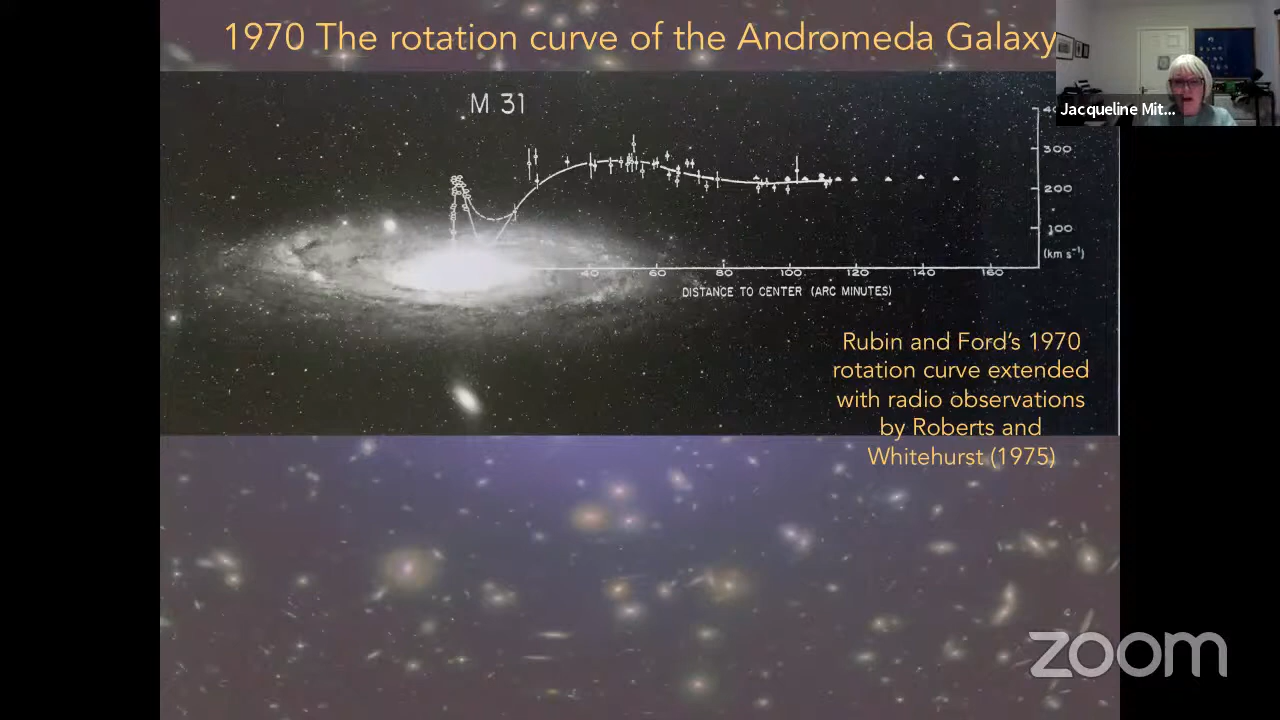 1970 The rotation curve of the Andromeda Galaxy
Jacqueline Mit...
M 31
300
200
100
(km s⁻¹)
40 60 80 100 120 140 160
DISTANCE TO CENTER (ARC MINUTES)
Rubin and Ford's 1970
rotation curve extended
with radio observations
by Roberts and
Whitehurst (1975)
zoom